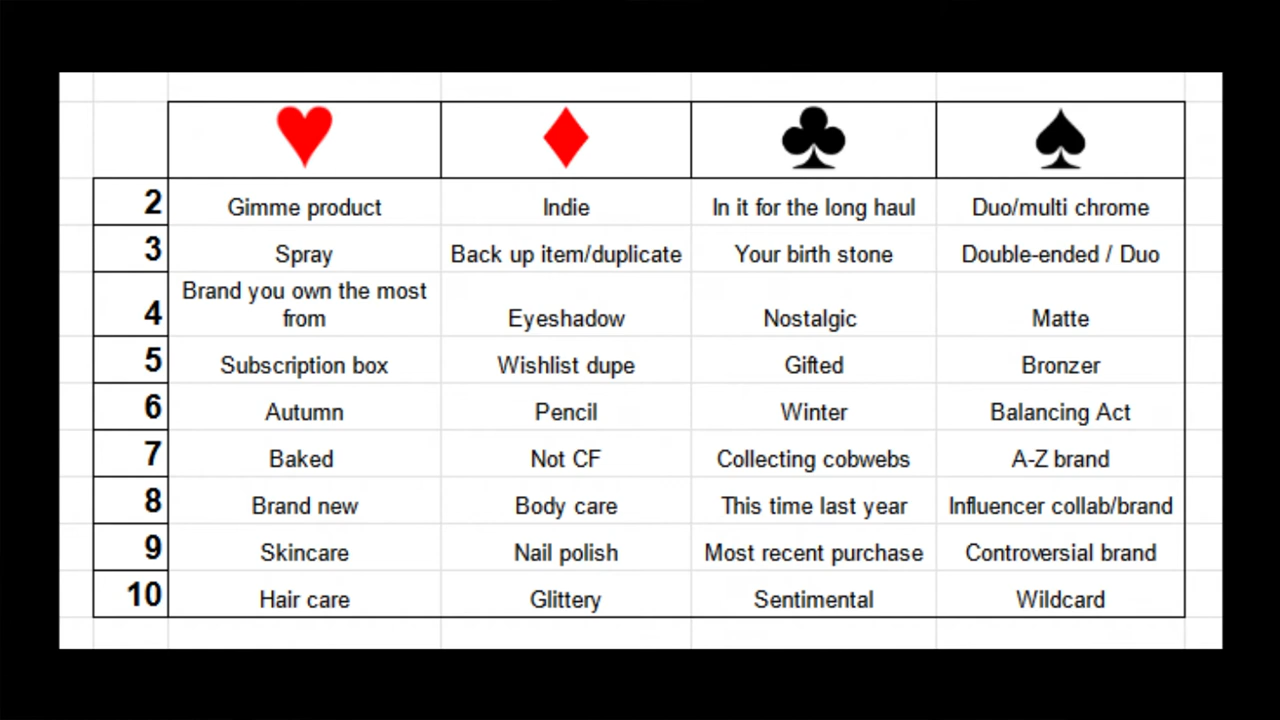 ♥ ♦ ♣ ♠
2 Gimme product Indie In it for the long haul Duo/multi chrome
3 Spray Back up item/duplicate Your birth stone Double-ended / Duo
Brand you own the most
4 from Eyeshadow Nostalgic Matte
5 Subscription box Wishlist dupe Gifted Bronzer
6 Autumn Pencil Winter Balancing Act
7 Baked Not CF Collecting cobwebs A-Z brand
8 Brand new Body care This time last year Influencer collab/brand
9 Skincare Nail polish Most recent purchase Controversial brand
10 Hair care Glittery Sentimental Wildcard